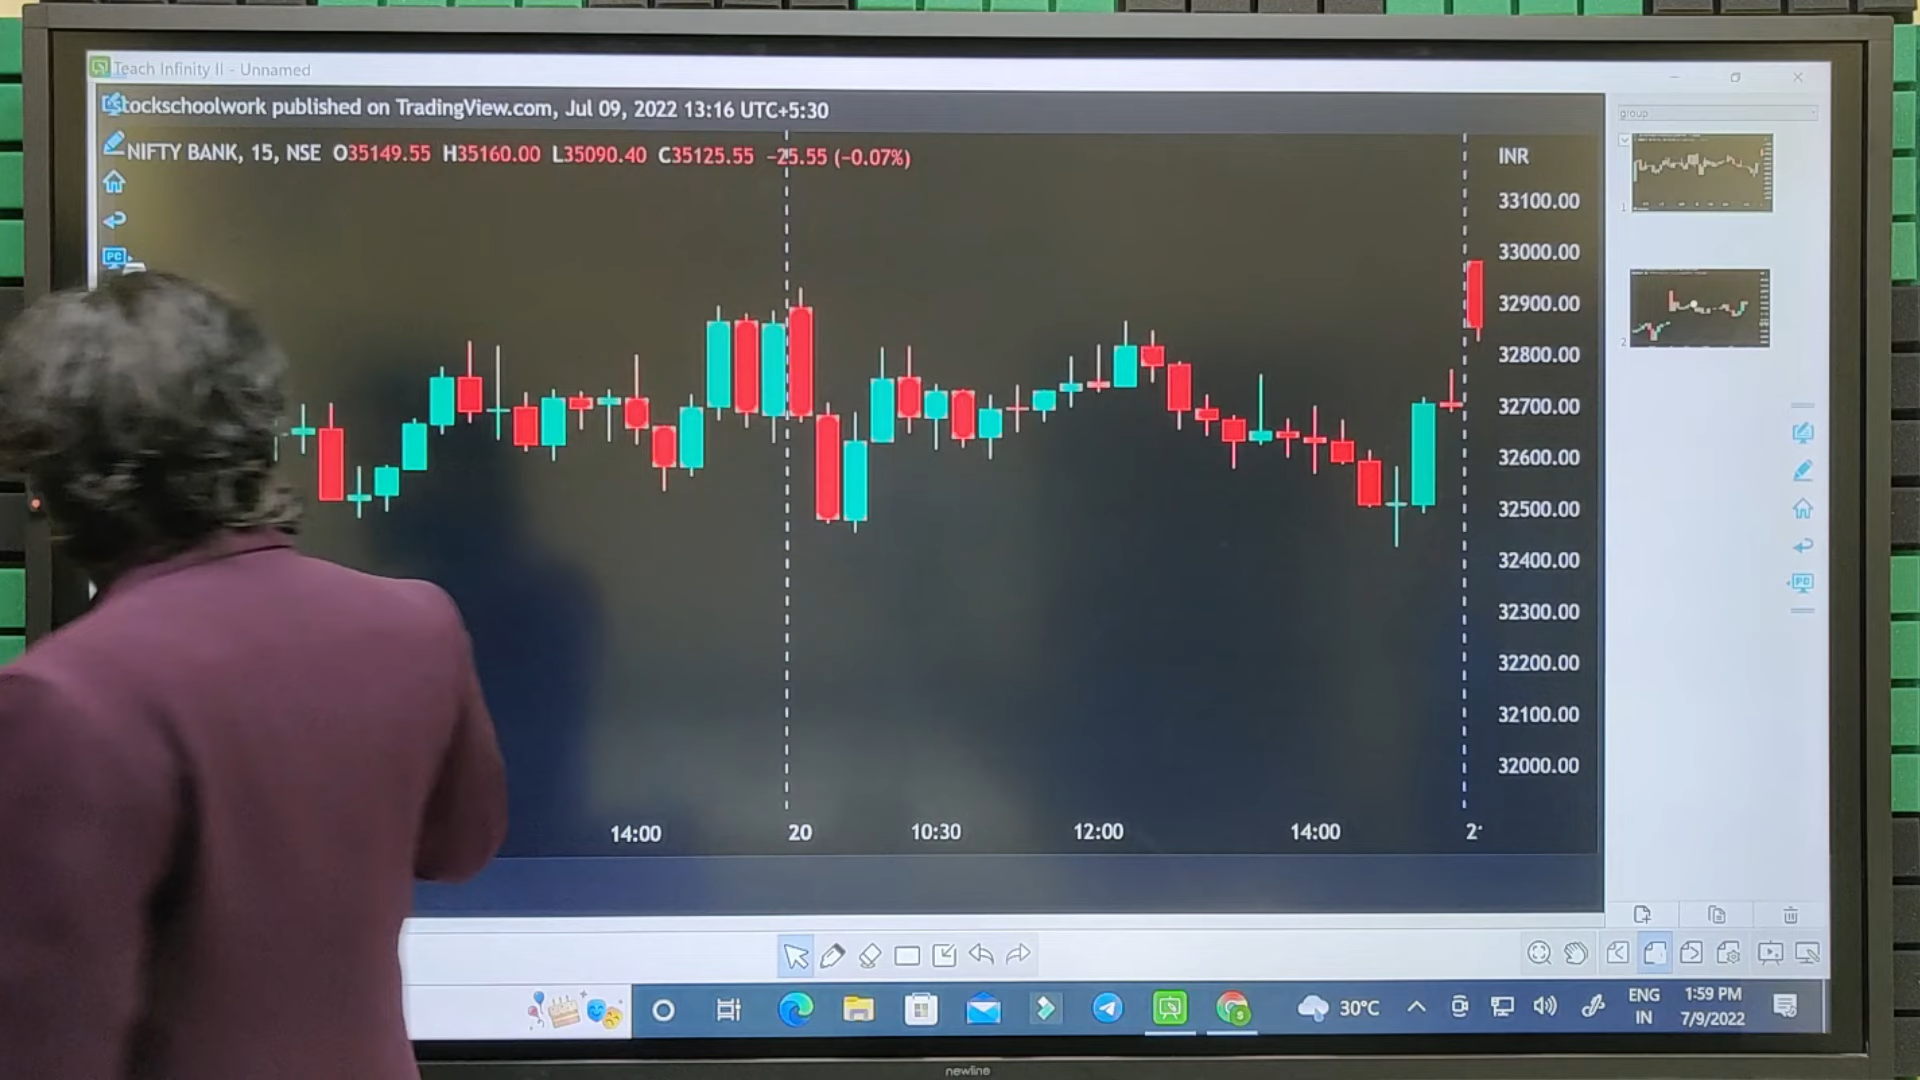 Teach Infinity II - Unnamed
stockschoolwork published on TradingView.com, Jul 09, 2022 13:16 UTC+5:30
NIFTY BANK, 15, NSE O35149.55 H35160.00 L35090.40 C35125.55 −25.55 (−0.07%)
INR
33100.00
33000.00
32900.00
32800.00
32700.00
32600.00
32500.00
32400.00
32300.00
32200.00
32100.00
32000.00
14:00 20 10:30 12:00 14:00
group
1
2
PC
PC
30°C
ENG
IN
1:59 PM
7/9/2022
newline